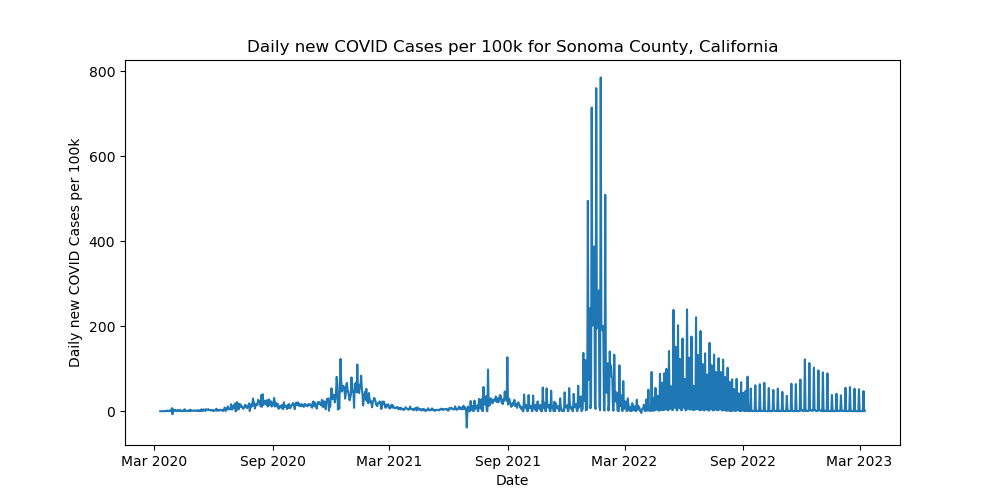 Daily new COVID Cases per 100k for Sonoma County, California
Daily new COVID Cases per 100k
800
600
400
200
0
Mar 2020 Sep 2020 Mar 2021 Sep 2021 Mar 2022 Sep 2022 Mar 2023
Date